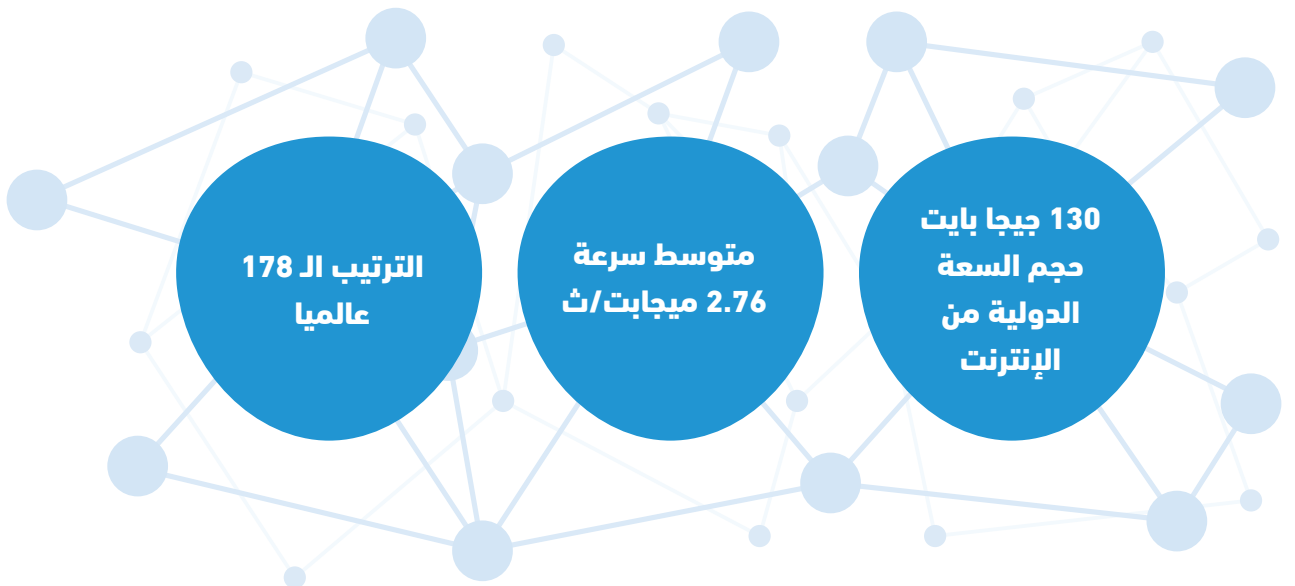 130 جيجا بايت
حجم السعة
الدولية من
الإنترنت
متوسط سرعة
2.76 ميجابت/ث
الترتيب الـ 178
عالميا